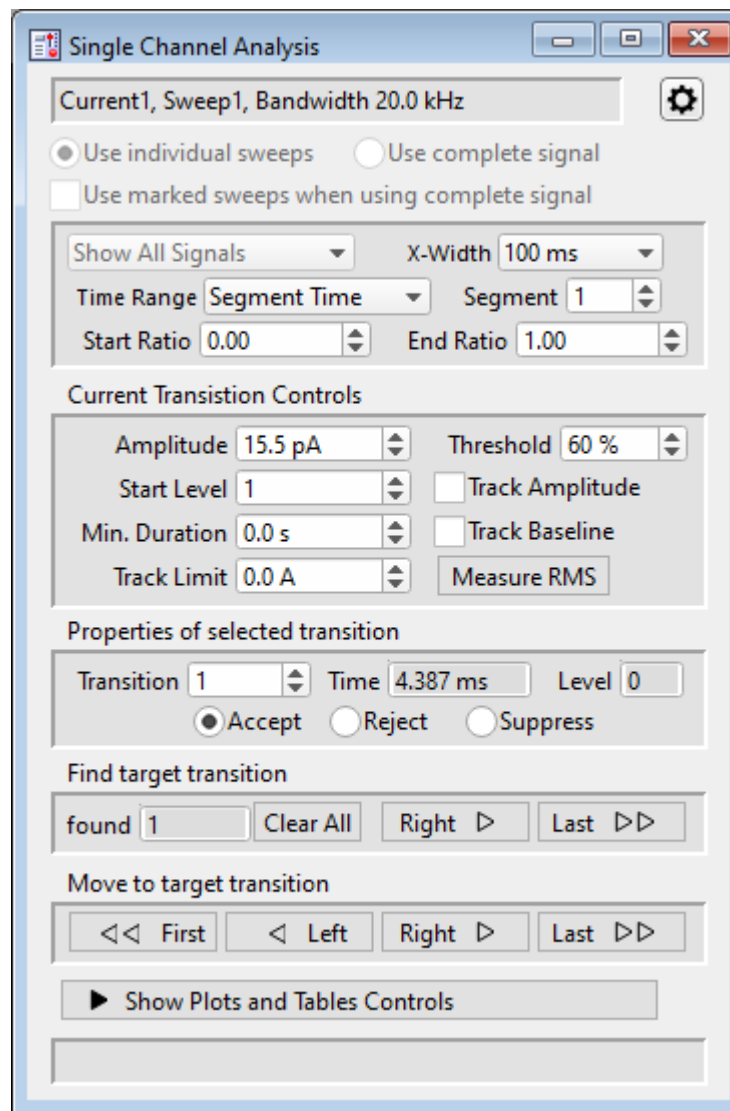 Single Channel Analysis
Current1, Sweep1, Bandwidth 20.0 kHz
Use individual sweeps Use complete signal
Use marked sweeps when using complete signal
Show All Signals X-Width 100 ms
Time Range Segment Time Segment 1
Start Ratio 0.00 End Ratio 1.00
Current Transistion Controls
Amplitude 15.5 pA Threshold 60 %
Start Level 1 Track Amplitude
Min. Duration 0.0 s Track Baseline
Track Limit 0.0 A Measure RMS
Properties of selected transition
Transition 1 Time 4.387 ms Level 0
Accept Reject Suppress
Find target transition
found 1 Clear All Right Last
Move to target transition
First Left Right Last
Show Plots and Tables Controls